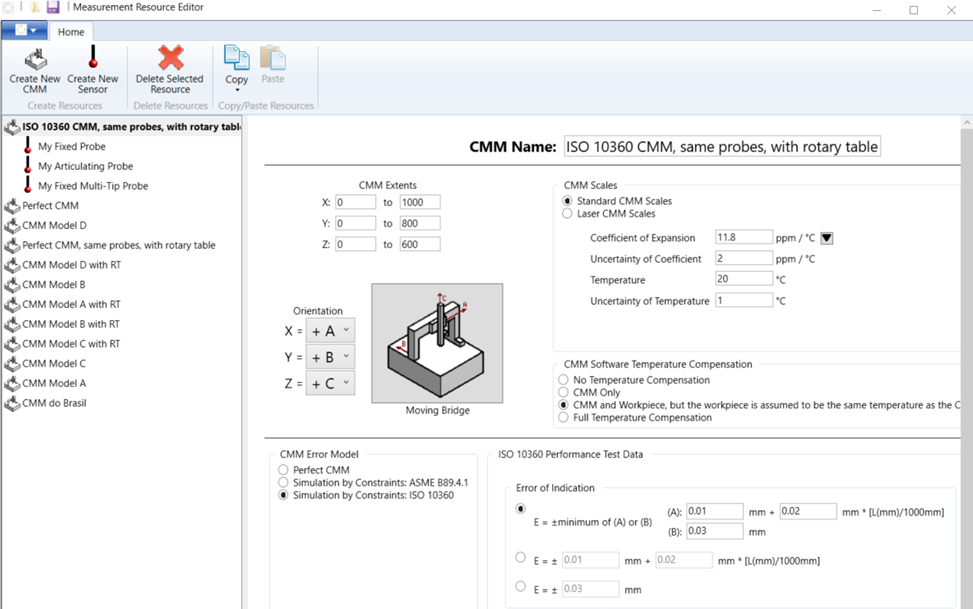 Measurement Resource Editor
Home
Create New CMM
Create New Sensor
Delete Selected Resource
Copy
Paste
Create Resources
Delete Resources
Copy/Paste Resources
ISO 10360 CMM, same probes, with rotary table
My Fixed Probe
My Articulating Probe
My Fixed Multi-Tip Probe
Perfect CMM
CMM Model D
Perfect CMM, same probes, with rotary table
CMM Model D with RT
CMM Model B
CMM Model A with RT
CMM Model B with RT
CMM Model C with RT
CMM Model C
CMM Model A
CMM do Brasil
CMM Name: ISO 10360 CMM, same probes, with rotary table
CMM Extents
X: 0 to 1000
Y: 0 to 800
Z: 0 to 600
Orientation
X = + A
Y = + B
Z = + C
C
A
B
Moving Bridge
CMM Scales
Standard CMM Scales
Laser CMM Scales
Coefficient of Expansion 11.8 ppm / °C
Uncertainty of Coefficient 2 ppm / °C
Temperature 20 °C
Uncertainty of Temperature 1 °C
CMM Software Temperature Compensation
No Temperature Compensation
CMM Only
CMM and Workpiece, but the workpiece is assumed to be the same temperature as the C
Full Temperature Compensation
CMM Error Model
Perfect CMM
Simulation by Constraints: ASME B89.4.1
Simulation by Constraints: ISO 10360
ISO 10360 Performance Test Data
Error of Indication
E = ±minimum of (A) or (B)
(A): 0.01 mm + 0.02 mm * [L(mm)/1000mm]
(B): 0.03 mm
E = ± 0.01 mm + 0.02 mm * [L(mm)/1000mm]
E = ± 0.03 mm